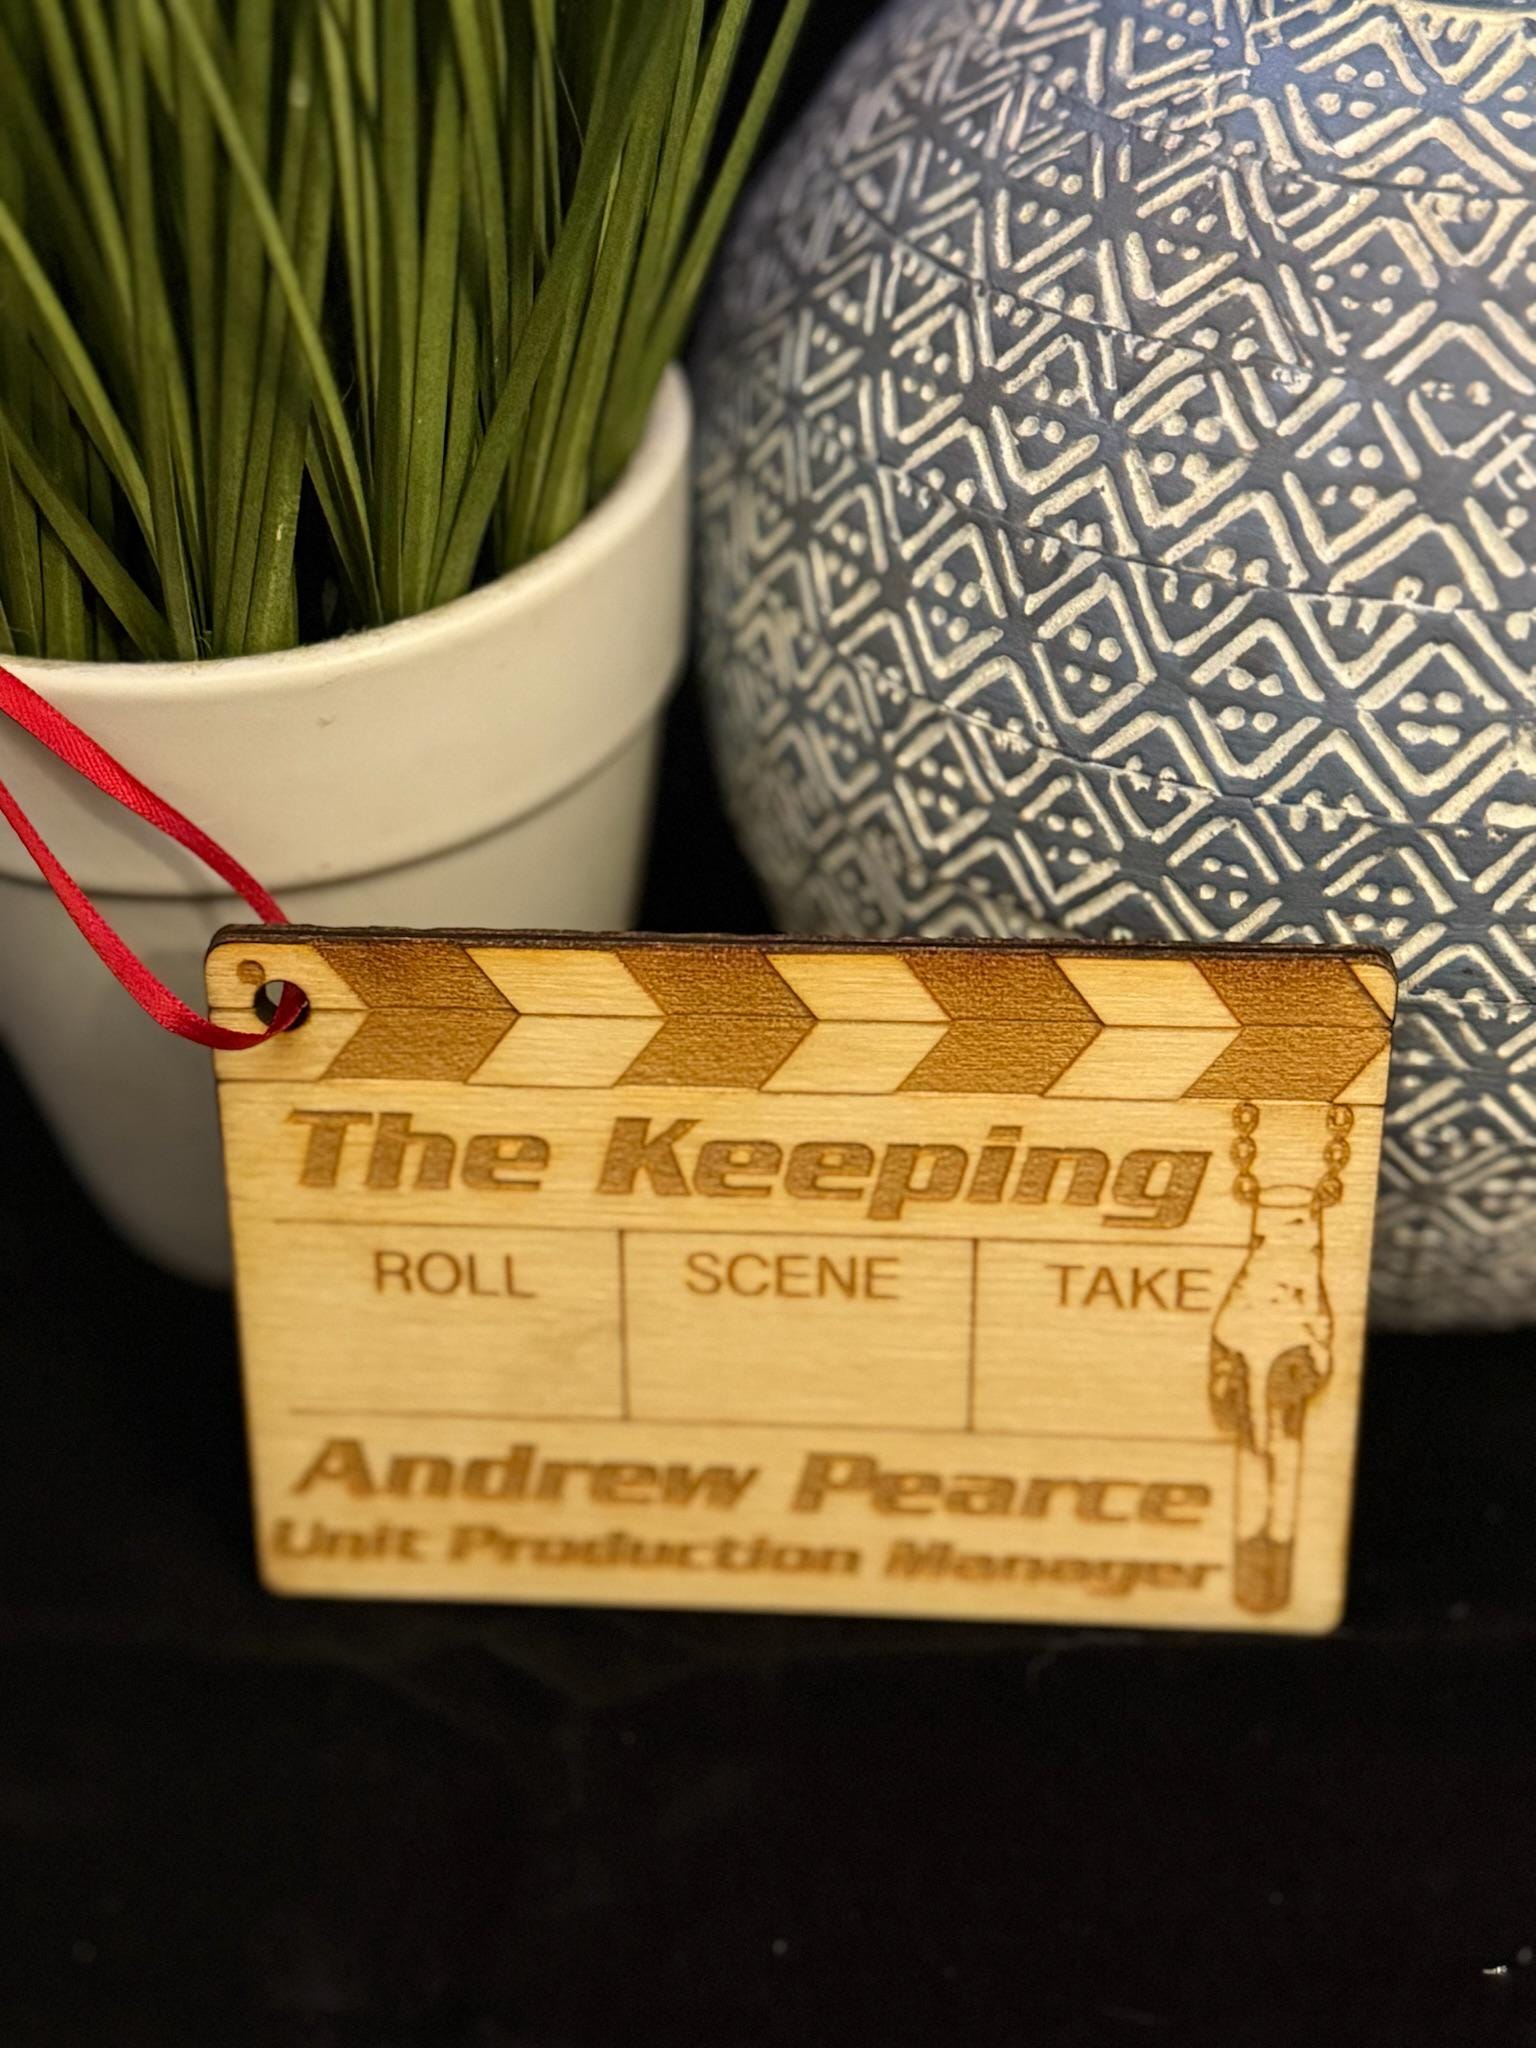 The Keeping
ROLL SCENE TAKE
Andrew Pearce
Unit Production Manager